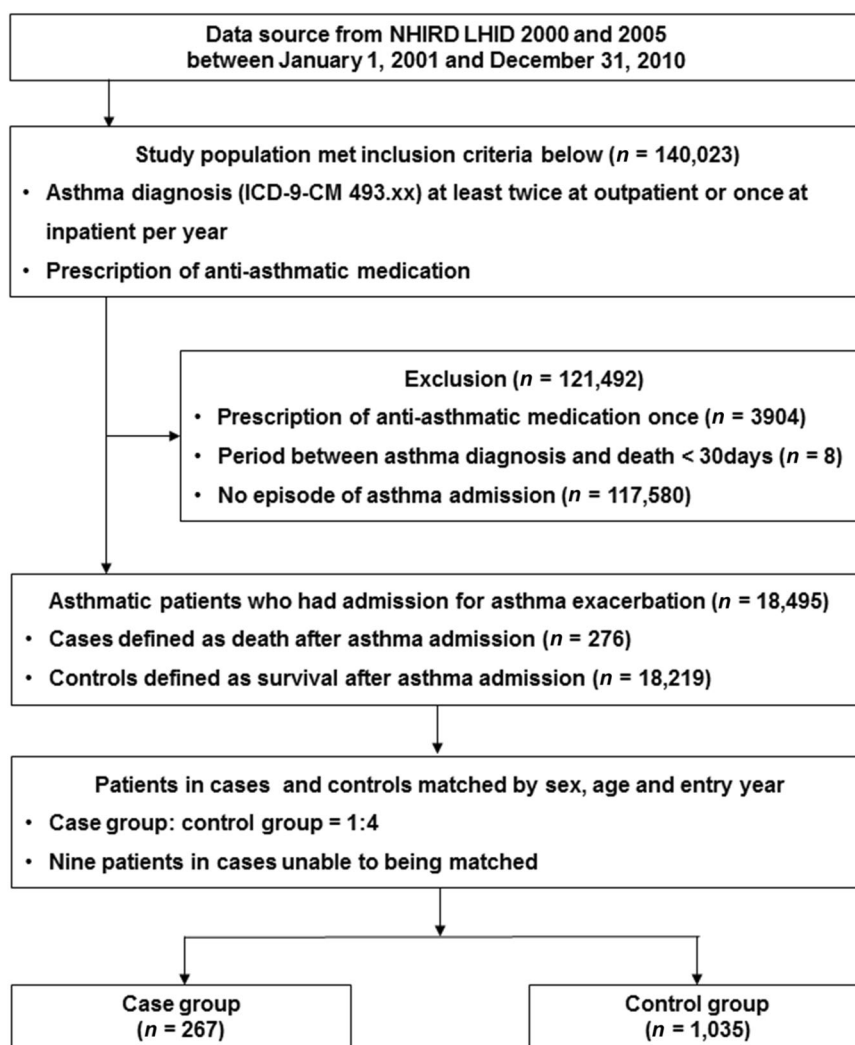 Data source from NHIRD LHID 2000 and 2005
between January 1, 2001 and December 31, 2010
Study population met inclusion criteria below (n = 140,023)
• Asthma diagnosis (ICD-9-CM 493.xx) at least twice at outpatient or once at
inpatient per year
• Prescription of anti-asthmatic medication
Exclusion (n = 121,492)
• Prescription of anti-asthmatic medication once (n = 3904)
• Period between asthma diagnosis and death < 30days (n = 8)
• No episode of asthma admission (n = 117,580)
Asthmatic patients who had admission for asthma exacerbation (n = 18,495)
• Cases defined as death after asthma admission (n = 276)
• Controls defined as survival after asthma admission (n = 18,219)
Patients in cases and controls matched by sex, age and entry year
• Case group: control group = 1:4
• Nine patients in cases unable to being matched
Case group
(n = 267)
Control group
(n = 1,035)